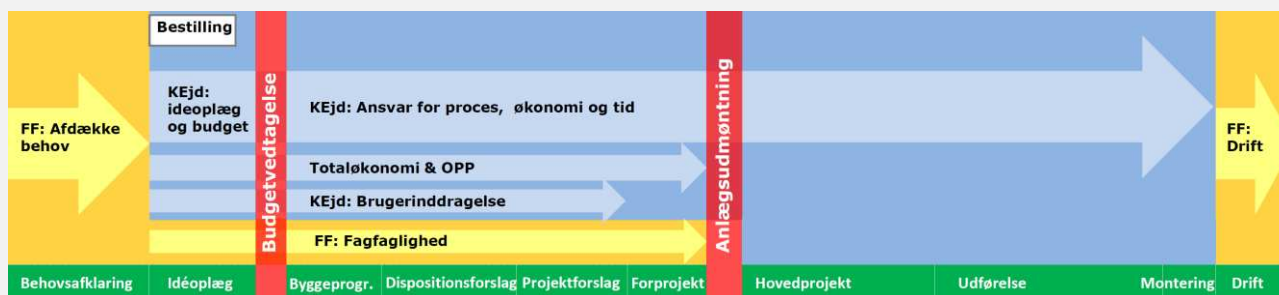 Bestilling
FF: Afdække
behov
KEjd:
ideoplæg
og budget
Budgetvedtagelse
KEjd: Ansvar for proces, økonomi og tid
Totaløkonomi & OPP
KEjd: Brugerinddragelse
FF: Fagfaglighed
Anlægsudmøntning
FF:
Drift
Behovsafklaring Idéoplæg Byggeprogr. Dispositionsforslag Projektforslag Forprojekt Hovedprojekt Udførelse Montering Drift